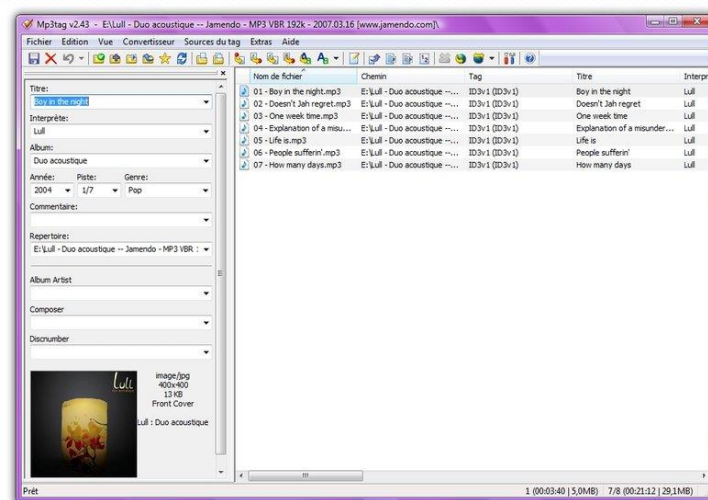 Mp3tag v2.43 - E:\Lull - Duo acoustique -- Jamendo - MP3 VBR 192k - 2007.03.16 [www.jamendo.com]\
Fichier Edition Vue Convertisseur Sources du tag Extras Aide
Titre:
Boy in the night
Interprète:
Lull
Album:
Duo acoustique
Année: Piste: Genre:
2004 1/7 Pop
Commentaire:
Repertoire:
E:\Lull - Duo acoustique -- Jamendo - MP3 VBR :
Album Artist
Composer
Discnumber
Lull
image/jpg
400x400
13 KB
Front Cover
Lull : Duo acoustique
Nom de fichier Chemin Tag Titre Interpr
01 - Boy in the night.mp3 E:\Lull - Duo acoustique --... ID3v1 (ID3v1) Boy in the night Lull
02 - Doesn't Jah regret.mp3 E:\Lull - Duo acoustique --... ID3v1 (ID3v1) Doesn't Jah regret Lull
03 - One week time.mp3 E:\Lull - Duo acoustique --... ID3v1 (ID3v1) One week time Lull
04 - Explanation of a misu... E:\Lull - Duo acoustique --... ID3v1 (ID3v1) Explanation of a misunder... Lull
05 - Life is.mp3 E:\Lull - Duo acoustique --... ID3v1 (ID3v1) Life is Lull
06 - People sufferin'.mp3 E:\Lull - Duo acoustique --... ID3v1 (ID3v1) People sufferin' Lull
07 - How many days.mp3 E:\Lull - Duo acoustique --... ID3v1 (ID3v1) How many days Lull
Prêt 1 (00:03:40 | 5,0MB) 7/8 (00:21:12 | 29,1MB)